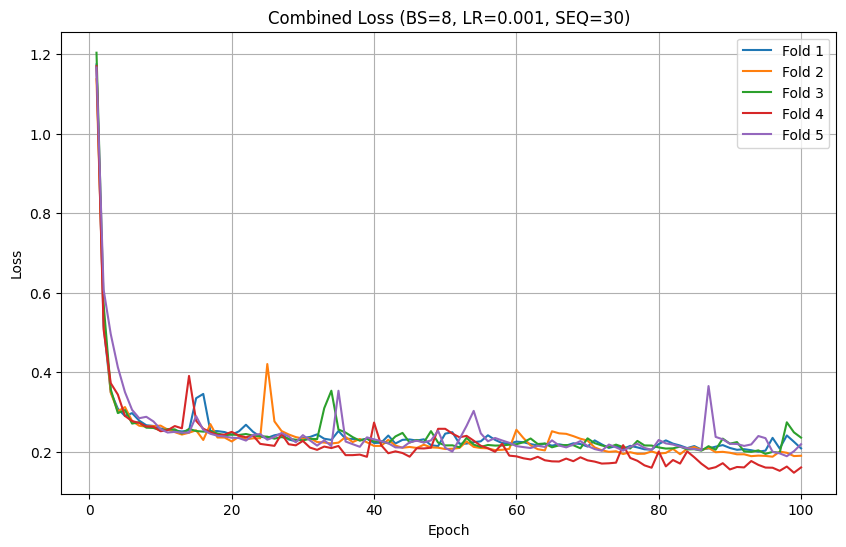 Combined Loss (BS=8, LR=0.001, SEQ=30)
Fold 1
Fold 2
Fold 3
Fold 4
Fold 5
Loss
1.2
1.0
0.8
0.6
0.4
0.2
0
20
40
60
80
100
Epoch